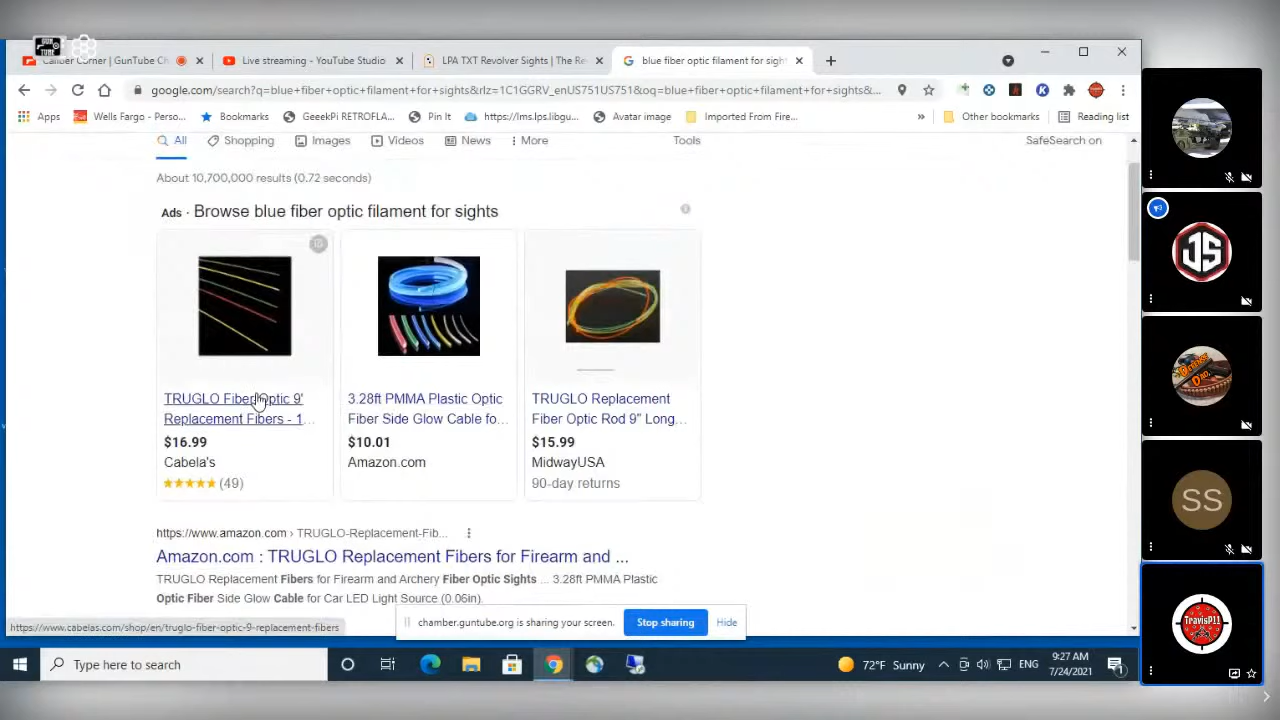 GUN TUBE
Caliber Corner | GunTube Ch
Live streaming - YouTube Studio
LPA TXT Revolver Sights | The Re
blue fiber optic filament for sigh
google.com/search?q=blue+fiber+optic+filament+for+sights&rlz=1C1GGRV_enUS751US751&oq=blue+fiber+optic+filament+for+sights&...
Apps
Wells Fargo - Perso...
Bookmarks
GeeekPi RETROFLA...
Pin It
https://lms.lps.libgu...
Avatar image
Imported From Fire...
»
Other bookmarks
Reading list
All
Shopping
Images
Videos
News
More
Tools
SafeSearch on
About 10,700,000 results (0.72 seconds)
Ads · Browse blue fiber optic filament for sights
TRUGLO Fiber Optic 9'
Replacement Fibers - 1...
$16.99
Cabela's
(49)
3.28ft PMMA Plastic Optic
Fiber Side Glow Cable fo...
$10.01
Amazon.com
TRUGLO Replacement
Fiber Optic Rod 9" Long...
$15.99
MidwayUSA
90-day returns
https://www.amazon.com › TRUGLO-Replacement-Fib...
Amazon.com : TRUGLO Replacement Fibers for Firearm and ...
TRUGLO Replacement Fibers for Firearm and Archery Fiber Optic Sights ... 3.28ft PMMA Plastic
Optic Fiber Side Glow Cable for Car LED Light Source (0.06in).
https://www.cabelas.com/shop/en/truglo-fiber-optic-9-replacement-fibers
chamber.guntube.org is sharing your screen.
Stop sharing
Hide
Type here to search
72°F Sunny
ENG
9:27 AM
7/24/2021
1
JS
DEFENSE
DAD
SS
TravisP11